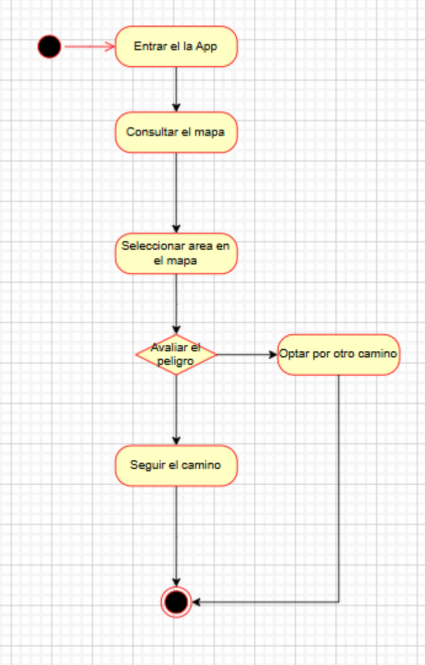 Entrar el la App
Consultar el mapa
Seleccionar area en
el mapa
Avaliar el
peligro
Optar por otro camino
Seguir el camino